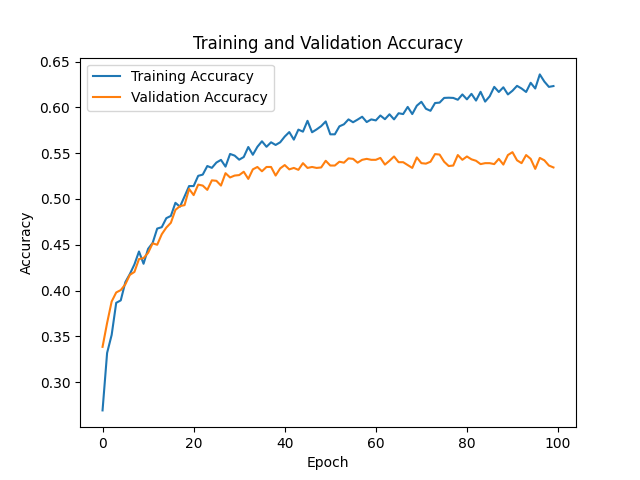 Training and Validation Accuracy
Training Accuracy
Validation Accuracy
0.65
0.60
0.55
0.50
0.45
0.40
0.35
0.30
Accuracy
0
20
40
60
80
100
Epoch